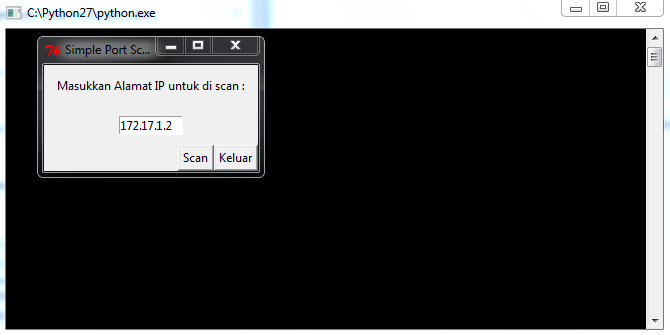 C:\Python27\python.exe
Simple Port Sc...
Masukkan Alamat IP untuk di scan :
172.17.1.2
Scan Keluar